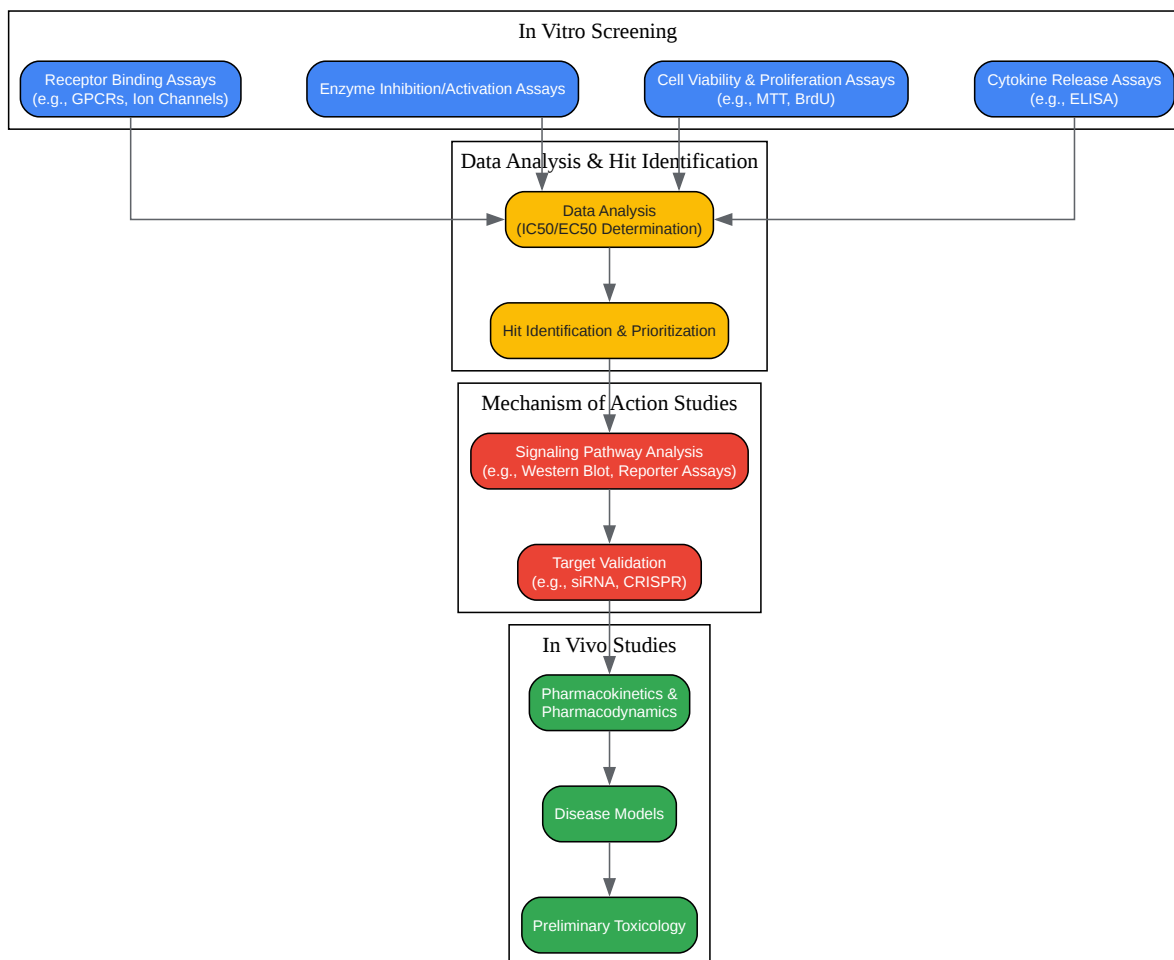 In Vitro Screening
Receptor Binding Assays
(e.g., GPCRs, Ion Channels)
Enzyme Inhibition/Activation Assays
Cell Viability & Proliferation Assays
(e.g., MTT, BrdU)
Cytokine Release Assays
(e.g., ELISA)
Data Analysis & Hit Identification
Data Analysis
(IC50/EC50 Determination)
Hit Identification & Prioritization
Mechanism of Action Studies
Signaling Pathway Analysis
(e.g., Western Blot, Reporter Assays)
Target Validation
(e.g., siRNA, CRISPR)
In Vivo Studies
Pharmacokinetics &
Pharmacodynamics
Disease Models
Preliminary Toxicology